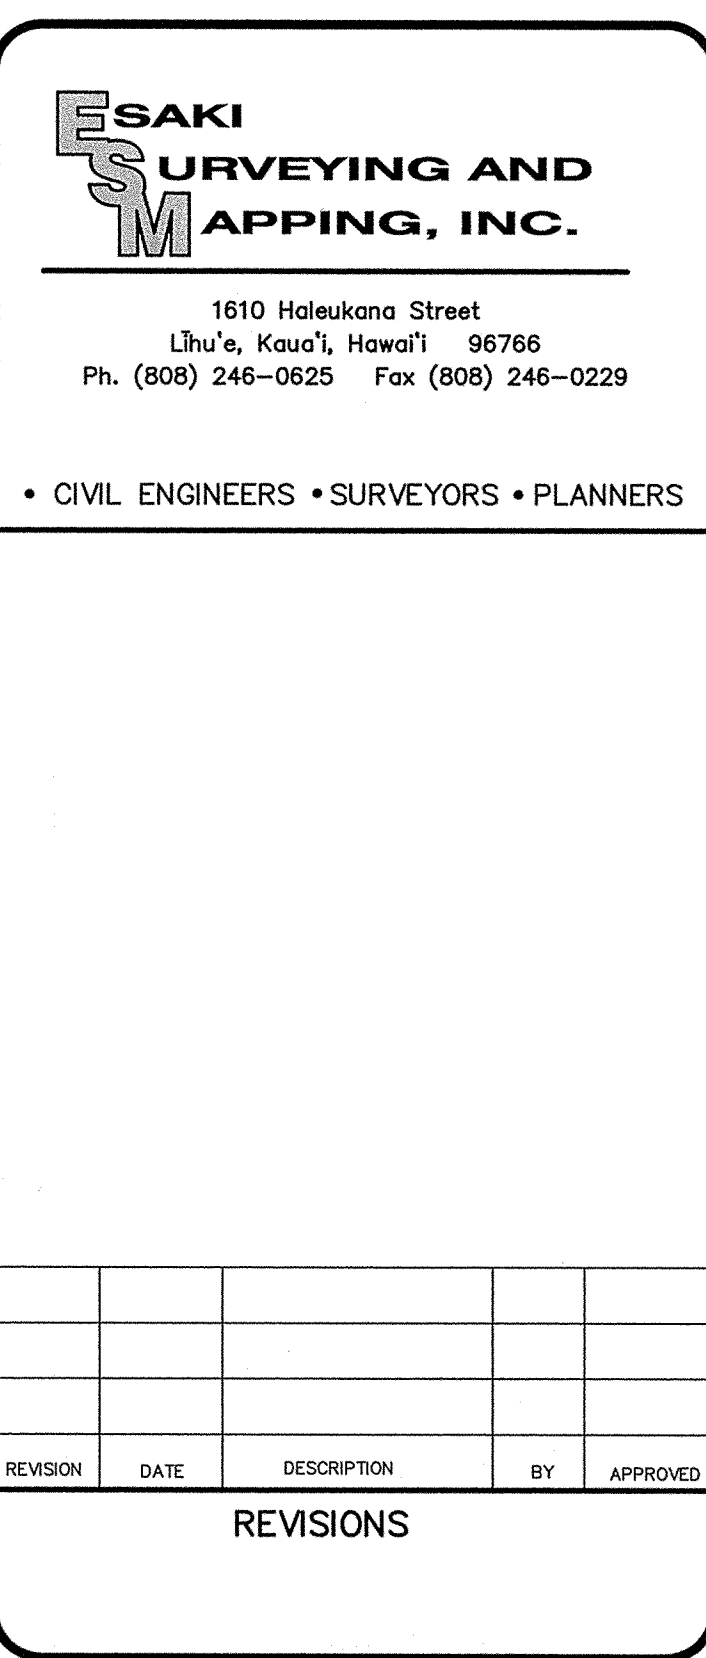 ESAKI
SURVEYING AND
MAPPING, INC.
1610 Haleukana Street
Līhu'e, Kaua'i, Hawai'i 96766
Ph. (808) 246-0625 Fax (808) 246-0229
• CIVIL ENGINEERS • SURVEYORS • PLANNERS
REVISION DATE DESCRIPTION BY APPROVED
REVISIONS